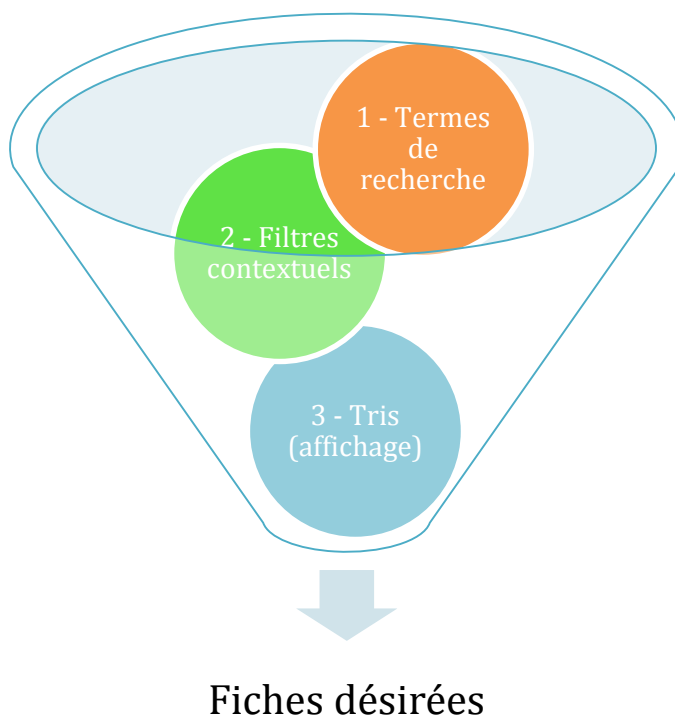 1 - Termes
de
recherche
2 - Filtres
contextuels
3 - Tris
(affichage)
Fiches désirées